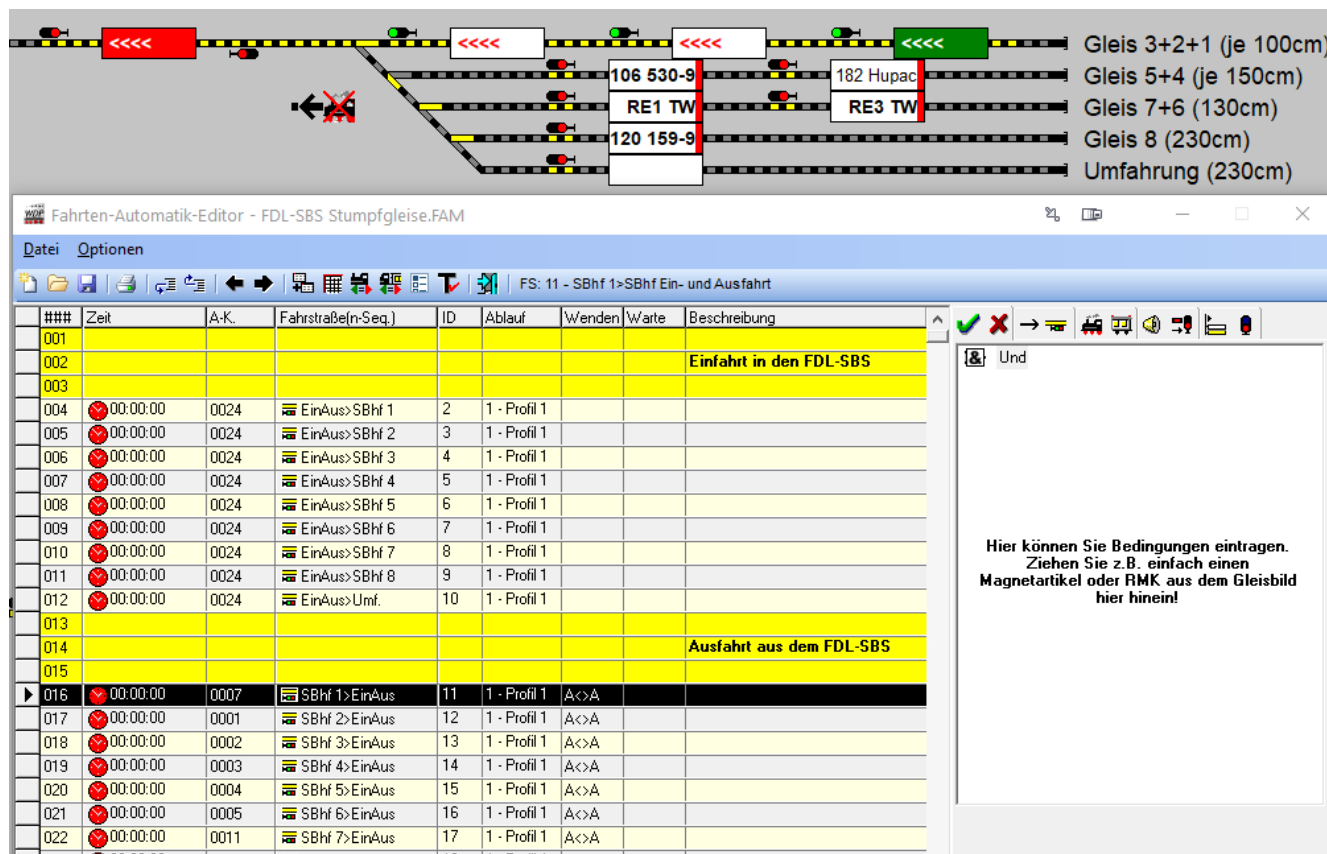 <<<< <<<< <<<< <<<< Gleis 3+2+1 (je 100cm)
106 530-9 182 Hupac Gleis 5+4 (je 150cm)
RE1 TW RE3 TW Gleis 7+6 (130cm)
120 159-9 Gleis 8 (230cm)
Umfahrung (230cm)
WDP Fahrten-Automatik-Editor - FDL-SBS Stumpfgleise.FAM
Datei Optionen
FS: 11 - SBhf 1>SBhf Ein- und Ausfahrt
### Zeit A-K. Fahrstraße(n-Seq.) ID Ablauf Wenden Warte Beschreibung
001
002 Einfahrt in den FDL-SBS
003
004 00:00:00 0024 EinAus>SBhf 1 2 1 - Profil 1
005 00:00:00 0024 EinAus>SBhf 2 3 1 - Profil 1
006 00:00:00 0024 EinAus>SBhf 3 4 1 - Profil 1
007 00:00:00 0024 EinAus>SBhf 4 5 1 - Profil 1
008 00:00:00 0024 EinAus>SBhf 5 6 1 - Profil 1
009 00:00:00 0024 EinAus>SBhf 6 7 1 - Profil 1
010 00:00:00 0024 EinAus>SBhf 7 8 1 - Profil 1
011 00:00:00 0024 EinAus>SBhf 8 9 1 - Profil 1
012 00:00:00 0024 EinAus>Umf. 10 1 - Profil 1
013
014 Ausfahrt aus dem FDL-SBS
015
016 00:00:00 0007 SBhf 1>EinAus 11 1 - Profil 1 A<>A
017 00:00:00 0001 SBhf 2>EinAus 12 1 - Profil 1 A<>A
018 00:00:00 0002 SBhf 3>EinAus 13 1 - Profil 1 A<>A
019 00:00:00 0003 SBhf 4>EinAus 14 1 - Profil 1 A<>A
020 00:00:00 0004 SBhf 5>EinAus 15 1 - Profil 1 A<>A
021 00:00:00 0005 SBhf 6>EinAus 16 1 - Profil 1 A<>A
022 00:00:00 0011 SBhf 7>EinAus 17 1 - Profil 1 A<>A
& Und
Hier können Sie Bedingungen eintragen.
Ziehen Sie z.B. einfach einen
Magnetartikel oder RMK aus dem Gleisbild
hier hinein!